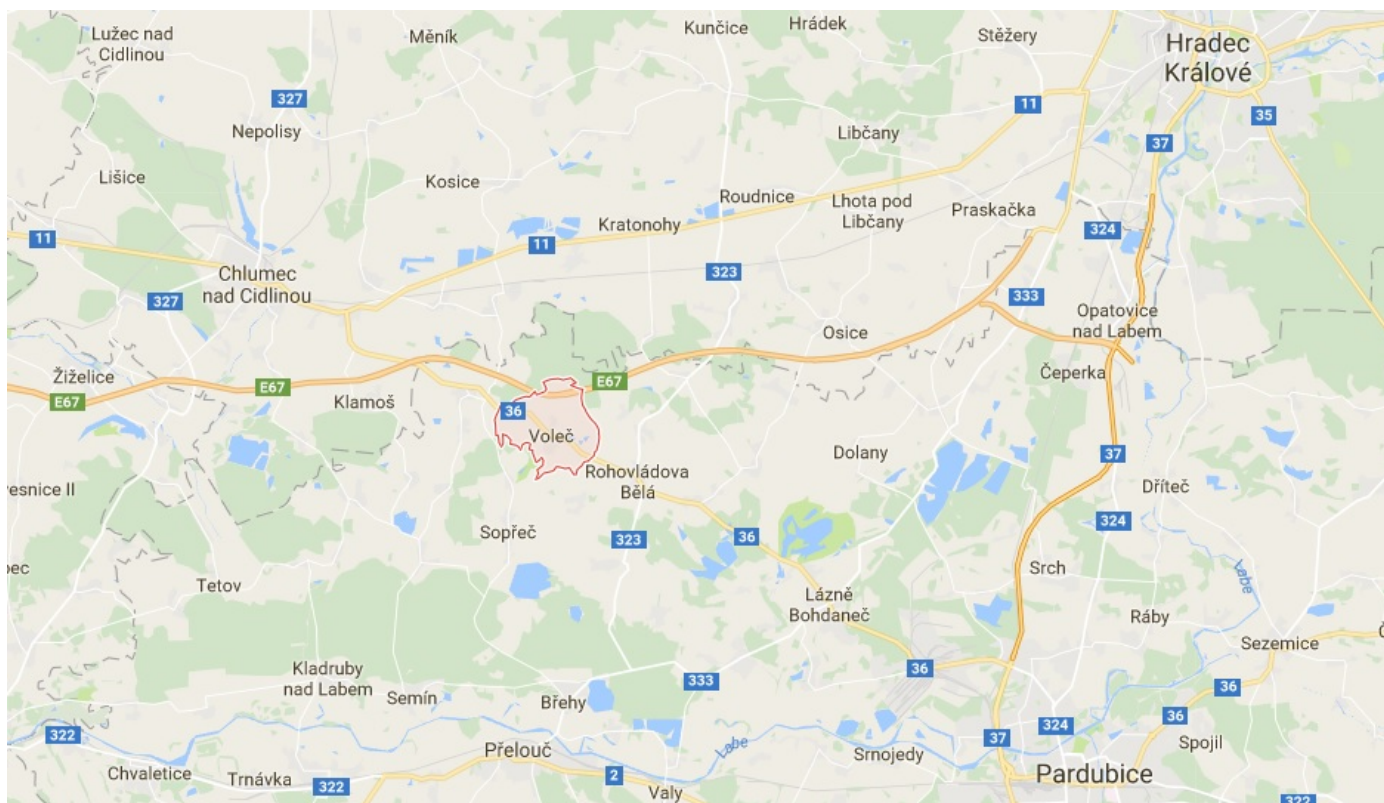 Lužec nad
Cidlinou
Měník
Kunčice
Hrádek
Stěžery
Hradec
Králové
327
11
35
Nepolisy
Libčany
37
Lišice
Kosice
Roudnice
Lhota pod
Libčany
Praskačka
324
11
Kratonohy
11
Chlumec
nad Cidlinou
323
327
333
Opatovice
nad Labem
Osice
Žiželice
E67
E67
E67
Čeperka
Klamoš
36
Voleč
Dolany
37
Rohovládova
Bělá
Dříteč
vesnice II
324
Sopřeč
323
36
Labe
pec
Tetov
Srch
Lázně
Bohdaneč
Ráby
Sezemice
Č
Kladruby
nad Labem
36
333
36
Semín
Břehy
36
322
324
37
Spojil
Přelouč
Labe
Srnojedy
Chvaletice
Trnávka
322
2
Valy
Pardubice
322